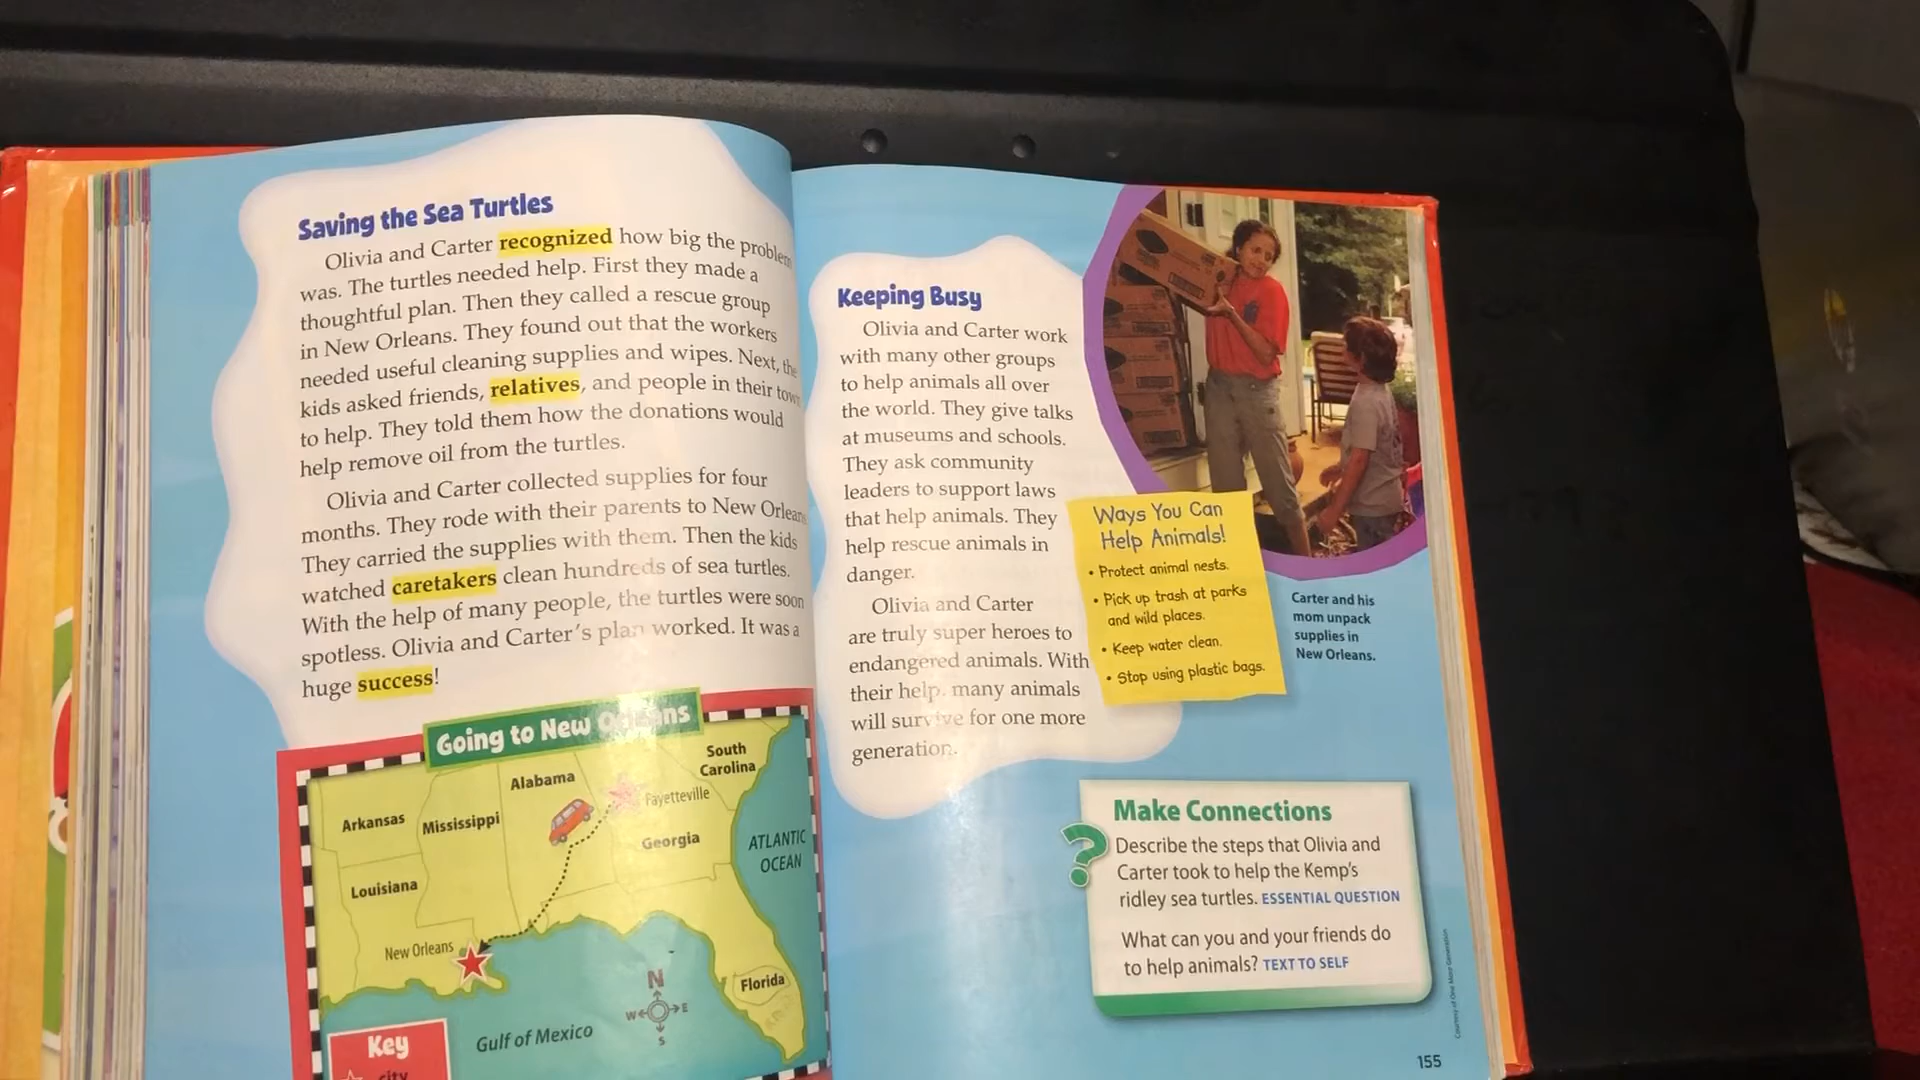 Saving the Sea Turtles
Olivia and Carter recognized how big the problem
was. The turtles needed help. First they made a
thoughtful plan. Then they called a rescue group
in New Orleans. They found out that the workers
needed useful cleaning supplies and wipes. Next, the
kids asked friends, relatives, and people in their town
to help. They told them how the donations would
help remove oil from the turtles.
Olivia and Carter collected supplies for four
months. They rode with their parents to New Orleans
They carried the supplies with them. Then the kids
watched caretakers clean hundreds of sea turtles.
With the help of many people, the turtles were soon
spotless. Olivia and Carter's plan worked. It was a
huge success!
Going to New Orleans
Arkansas
Mississippi
Alabama
South
Carolina
Fayetteville
Georgia
ATLANTIC
OCEAN
Louisiana
New Orleans
Florida
N
W
E
S
Gulf of Mexico
Key
city
Keeping Busy
Olivia and Carter work
with many other groups
to help animals all over
the world. They give talks
at museums and schools.
They ask community
leaders to support laws
that help animals. They
help rescue animals in
danger.
Olivia and Carter
are truly super heroes to
endangered animals. With
their help, many animals
will survive for one more
generation.
Ways You Can
Help Animals!
• Protect animal nests.
• Pick up trash at parks
and wild places.
• Keep water clean.
• Stop using plastic bags.
Carter and his
mom unpack
supplies in
New Orleans.
Make Connections
?
Describe the steps that Olivia and
Carter took to help the Kemp's
ridley sea turtles. ESSENTIAL QUESTION
What can you and your friends do
to help animals? TEXT TO SELF
Courtesy of One More Generation
155